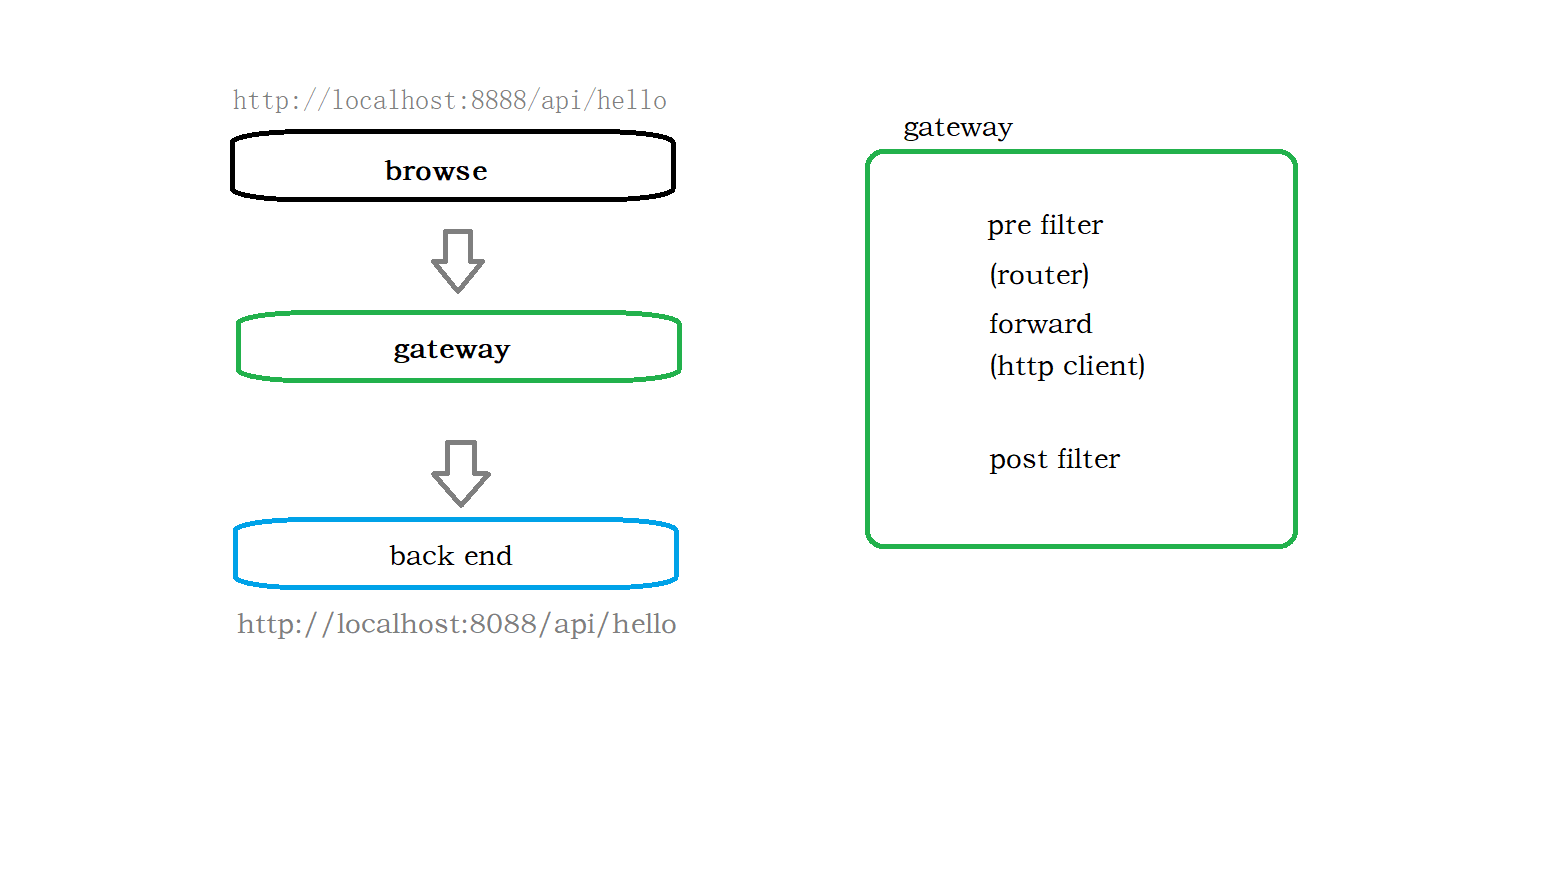 http://localhost:8888/api/hello
browse
gateway
back end
http://localhost:8088/api/hello
gateway
pre filter
(router)
forward
(http client)
post filter